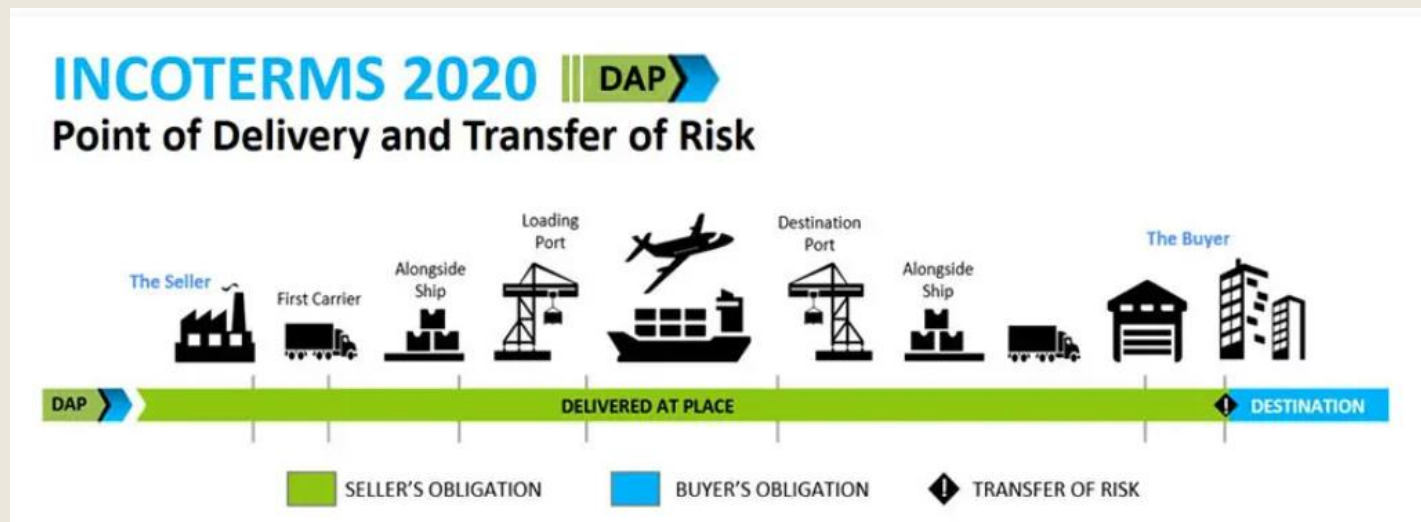 INCOTERMS 2020 DAP
Point of Delivery and Transfer of Risk
The Seller
First Carrier
Alongside
Ship
Loading
Port
Destination
Port
Alongside
Ship
The Buyer
DAP
DELIVERED AT PLACE
DESTINATION
SELLER'S OBLIGATION
BUYER'S OBLIGATION
TRANSFER OF RISK